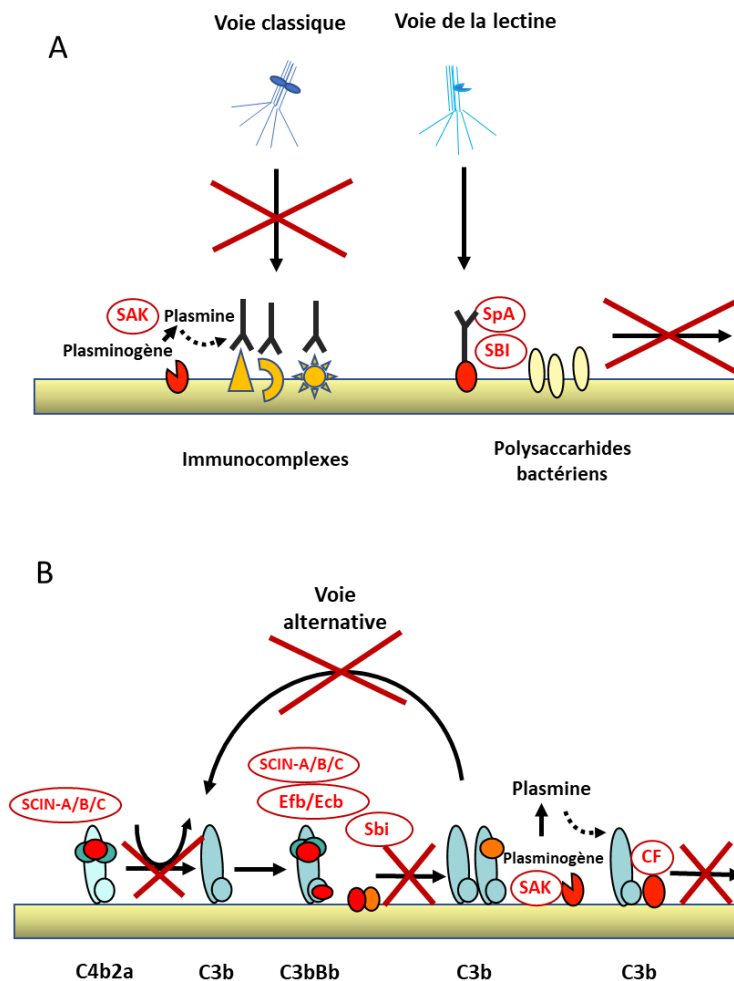 A
Voie classique
Voie de la lectine
SAK
Plasmine
Plasminogène
SpA
SBI
Immunocomplexes
Polysaccarhides
bactériens
B
Voie
alternative
SCIN-A/B/C
SCIN-A/B/C
Efb/Ecb
Sbi
Plasmine
Plasminogène
SAK
CF
C4b2a
C3b
C3bBb
C3b
C3b